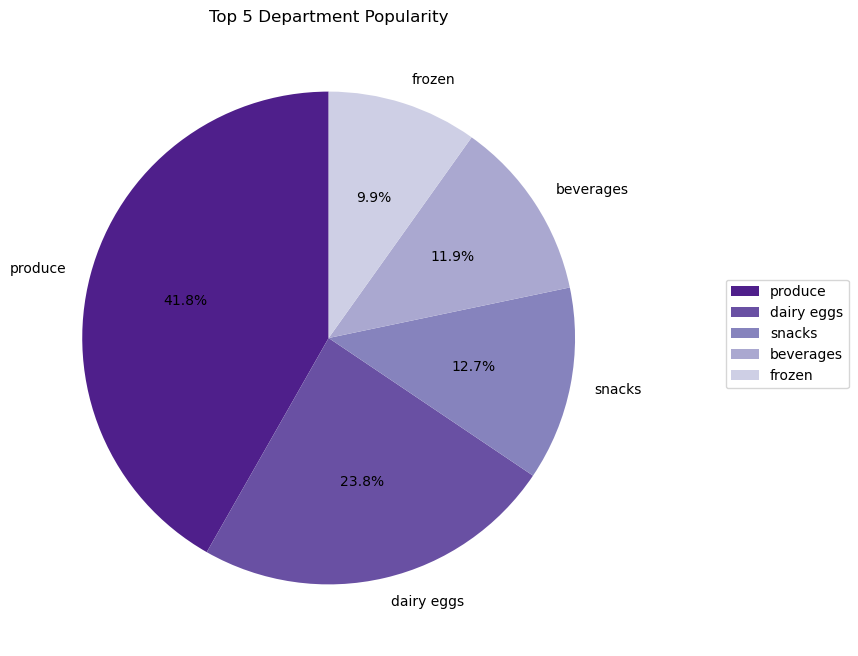 Top 5 Department Popularity
frozen
beverages
9.9%
11.9%
produce
41.8%
12.7%
snacks
23.8%
dairy eggs
produce
dairy eggs
snacks
beverages
frozen